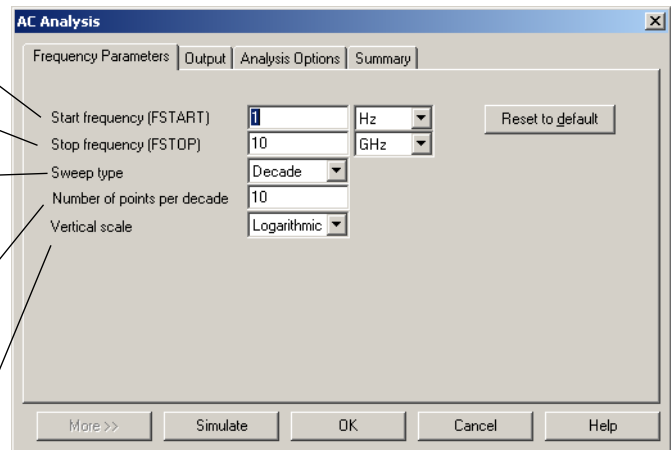 AC Analysis
Frequency Parameters Output Analysis Options Summary
Start frequency (FSTART) 1 Hz Reset to default
Stop frequency (FSTOP) 10 GHz
Sweep type Decade
Number of points per decade 10
Vertical scale Logarithmic
More >> Simulate OK Cancel Help